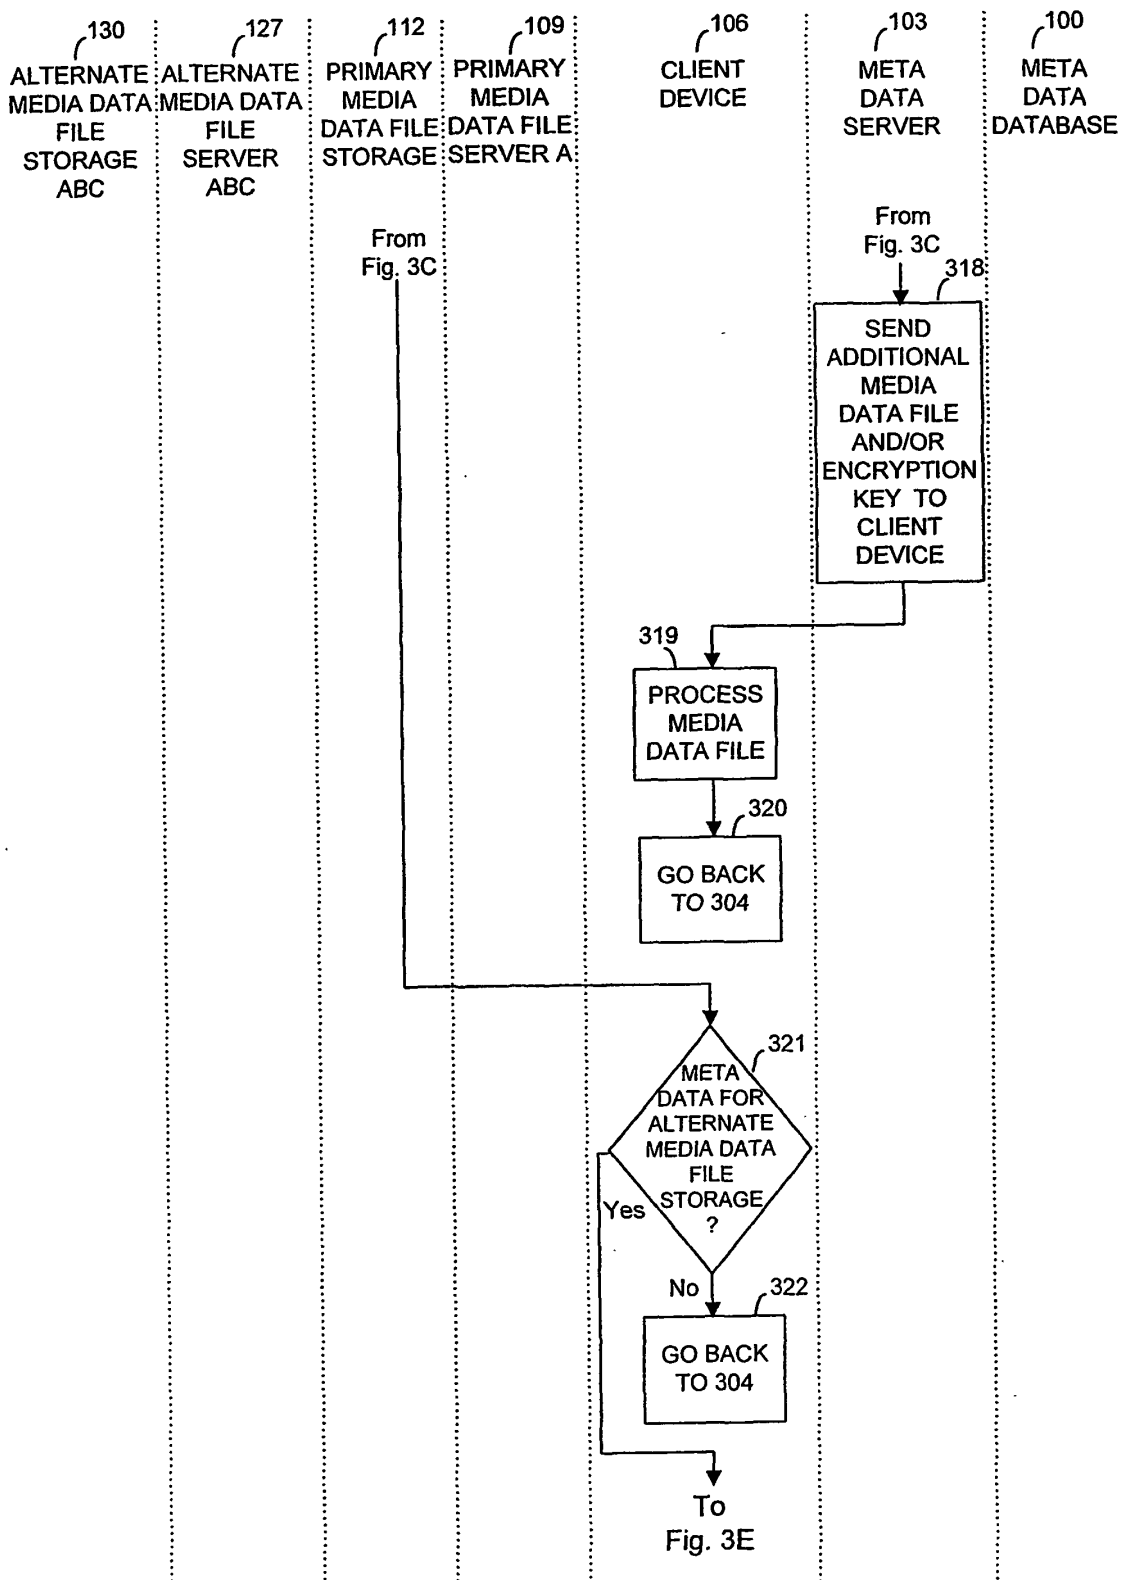 130
ALTERNATE
MEDIA DATA
FILE
STORAGE
ABC
127
ALTERNATE
MEDIA DATA
FILE
SERVER
ABC
112
PRIMARY
MEDIA
DATA FILE
STORAGE
109
PRIMARY
MEDIA
DATA FILE
SERVER A
106
CLIENT
DEVICE
103
META
DATA
SERVER
100
META
DATA
DATABASE
From
Fig. 3C
From
Fig. 3C
318
SEND
ADDITIONAL
MEDIA
DATA FILE
AND/OR
ENCRYPTION
KEY TO
CLIENT
DEVICE
319
PROCESS
MEDIA
DATA FILE
320
GO BACK
TO 304
321
META
DATA FOR
ALTERNATE
MEDIA DATA
FILE
STORAGE
?
Yes
No
322
GO BACK
TO 304
To
Fig. 3E